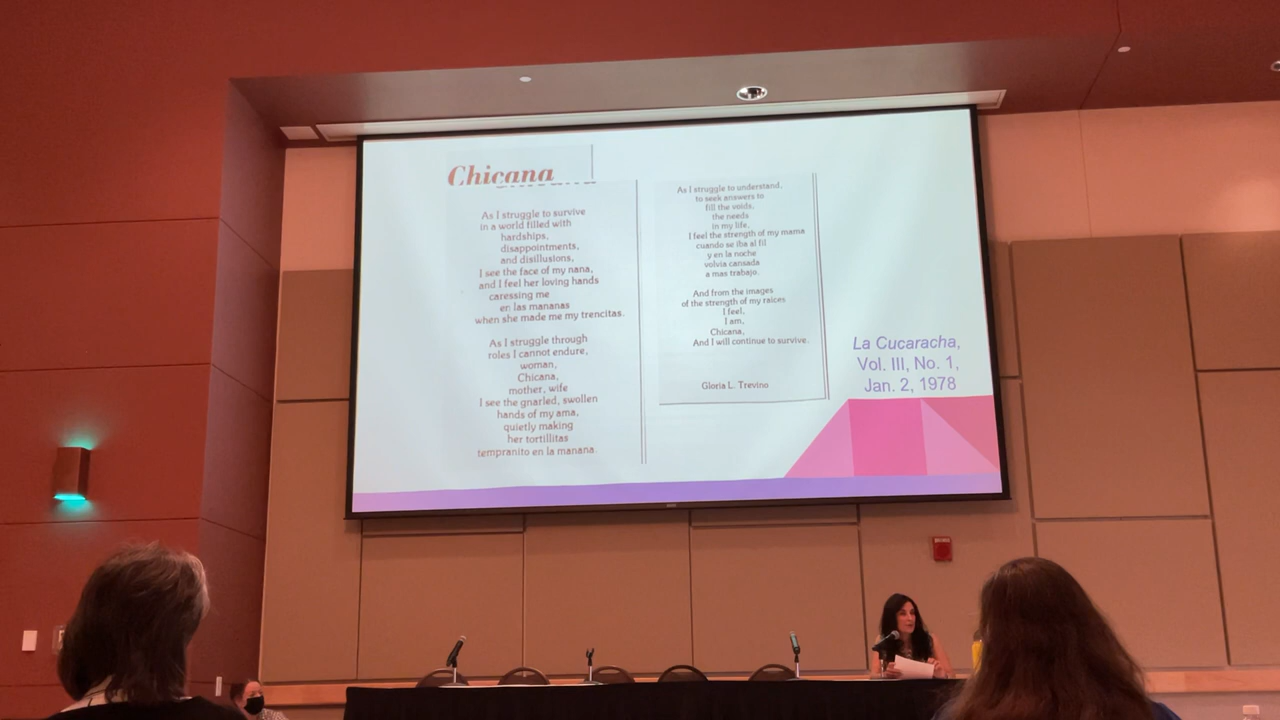 Chicana
As I struggle to survive
in a world filled with
hardships,
disappointments,
and disillusions,
I see the face of my nana,
and I feel her loving hands
caressing me
en las mananas
when she made me my trencitas.
As I struggle through
roles I cannot endure,
woman,
Chicana,
mother, wife
I see the gnarled, swollen
hands of my ama,
quietly making
her tortillitas
tempranito en la manana.
As I struggle to understand,
to seek answers to
fill the voids,
the needs
in my life,
I feel the strength of my mama
cuando se iba al fil
y en la noche
volvia cansada
a mas trabajo.
And from the images
of the strength of my raices
I feel,
I am,
Chicana,
And I will continue to survive.
Gloria L. Trevino
La Cucaracha,
Vol. III, No. 1,
Jan. 2, 1978